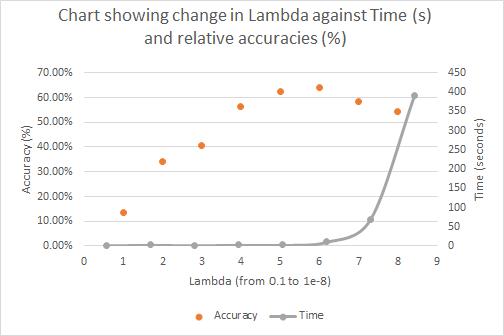 Chart showing change in Lambda against Time (s)
and relative accuracies (%)
70.00%
60.00%
50.00%
40.00%
30.00%
20.00%
10.00%
0.00%
Accuracy (%)
450
400
350
300
250
200
150
100
50
0
Time (seconds)
0 1 2 3 4 5 6 7 8 9
Lambda (from 0.1 to 1e-8)
Accuracy Time